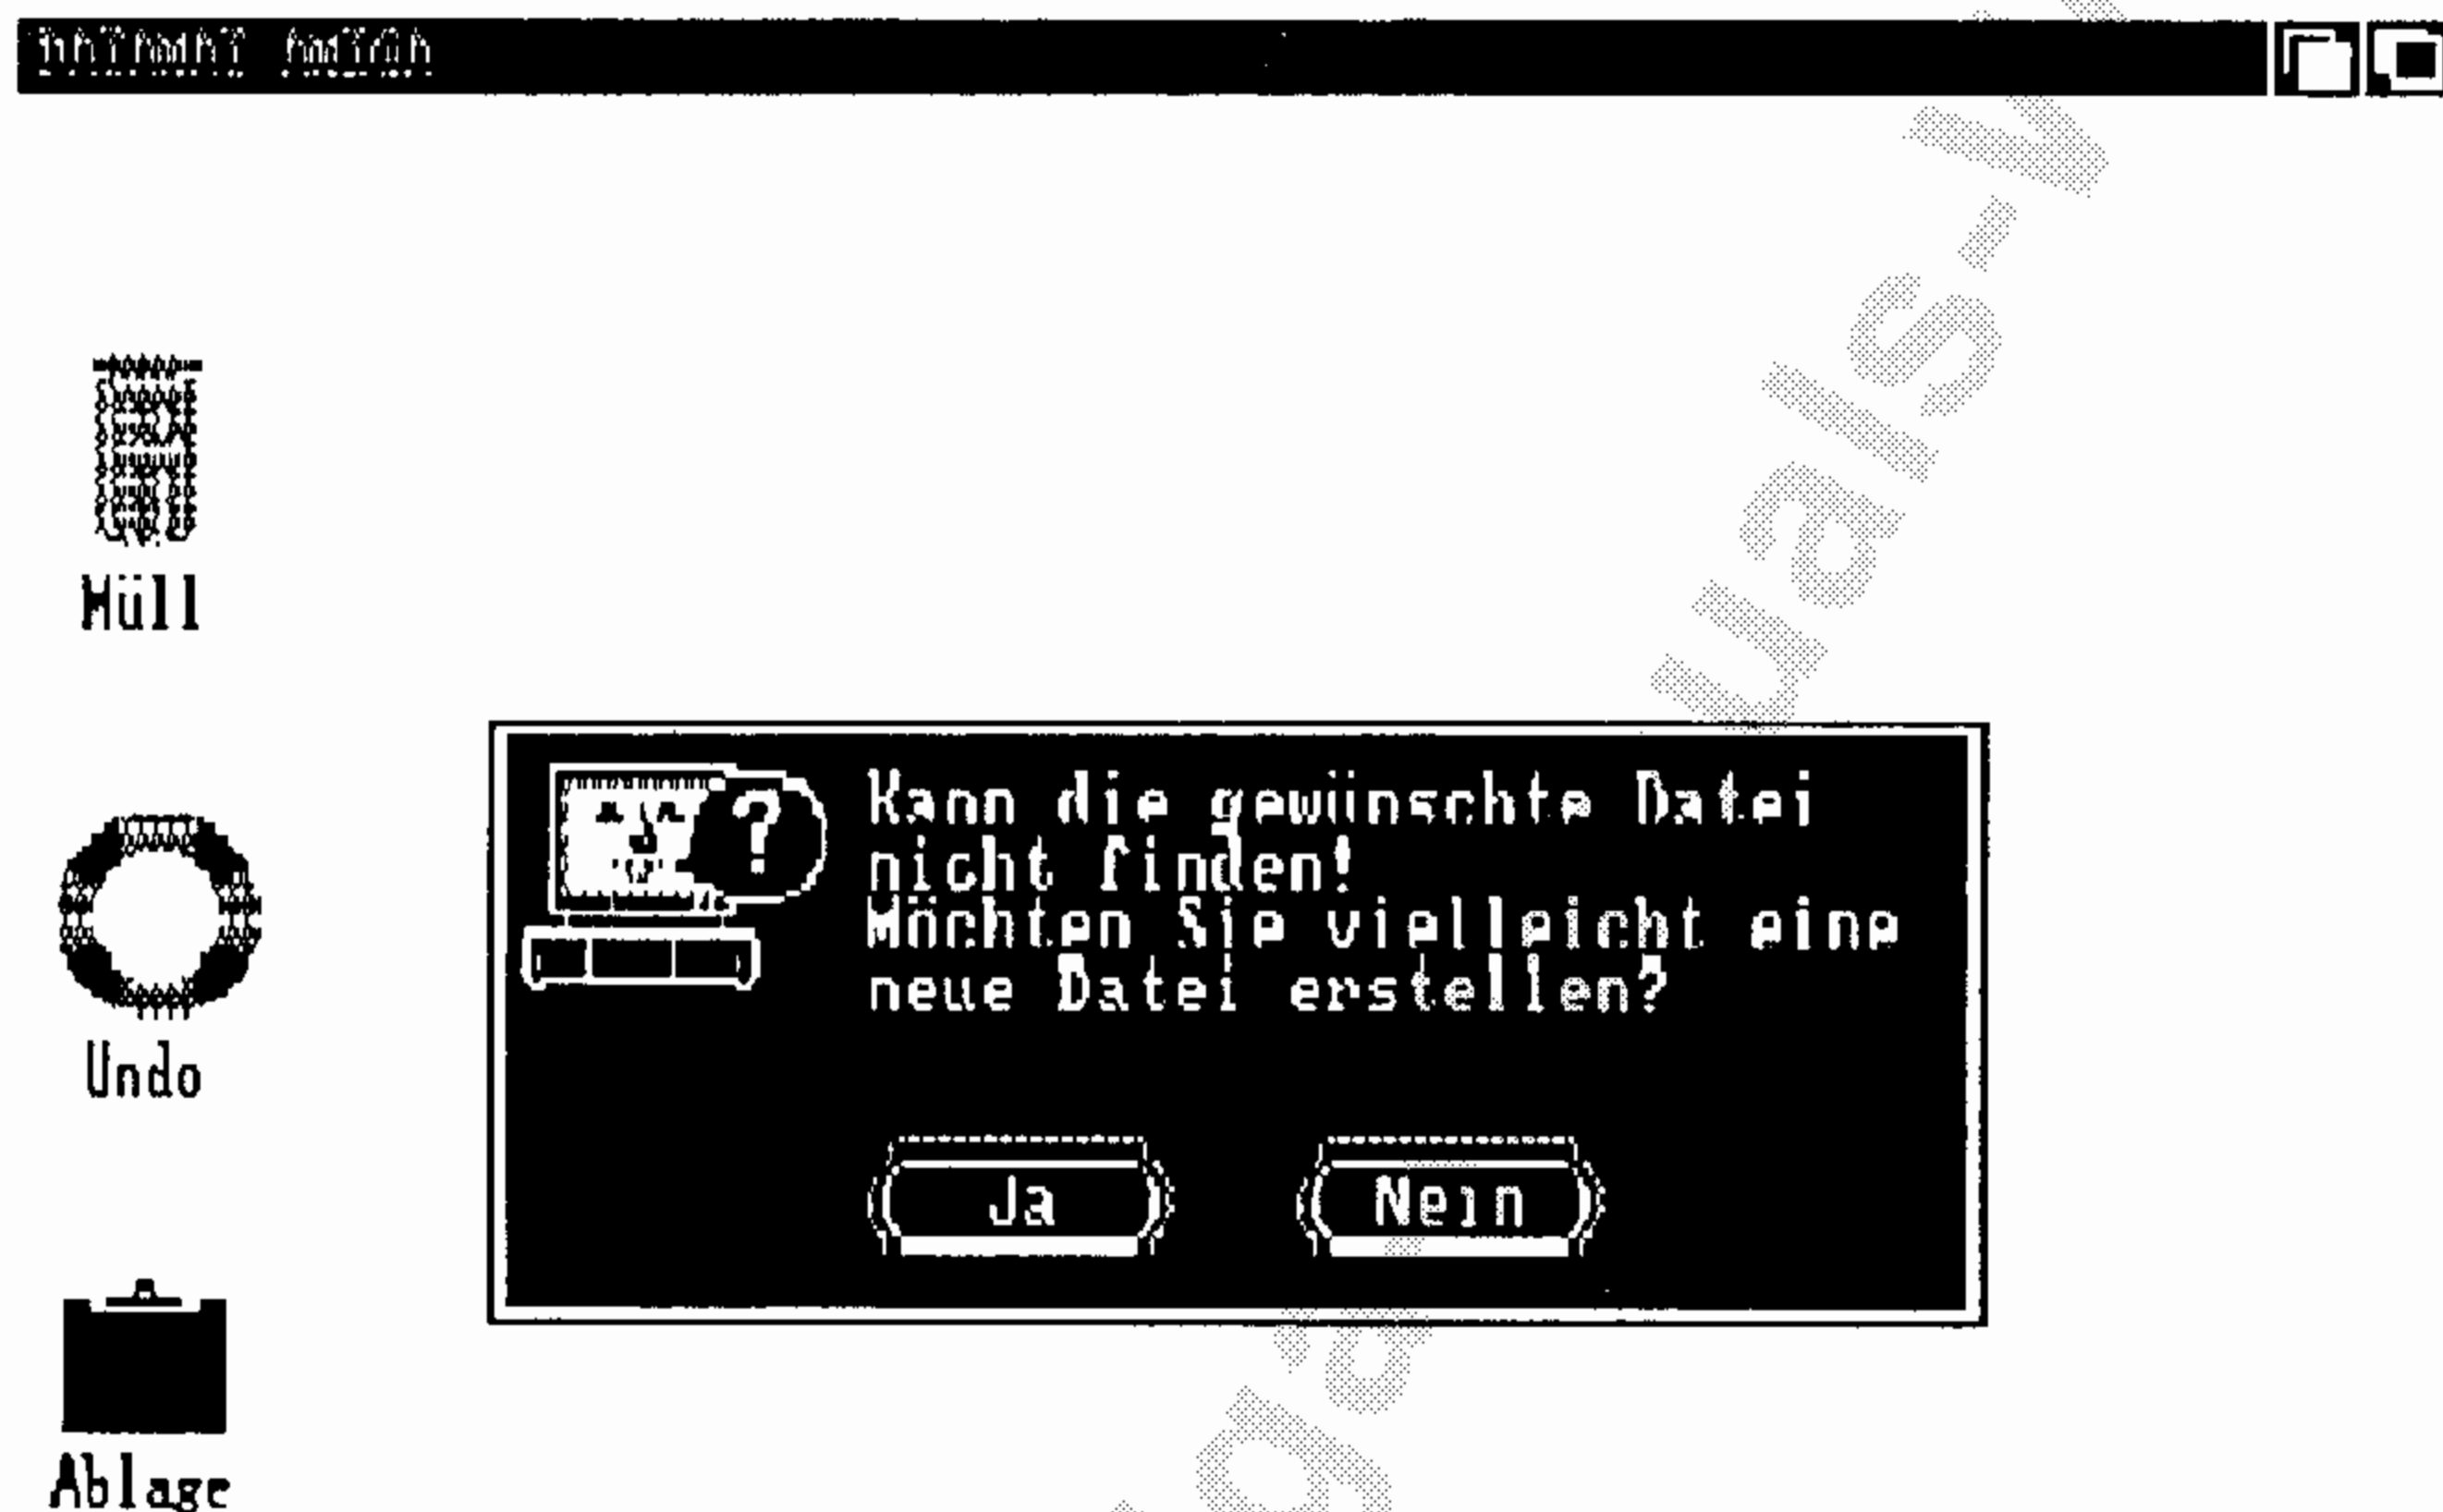 Müll
Kann die gewünschte Datei
nicht finden!
Möchten Sie vielleicht eine
neue Datei erstellen?
Undo
Ja
Nein
Ablage